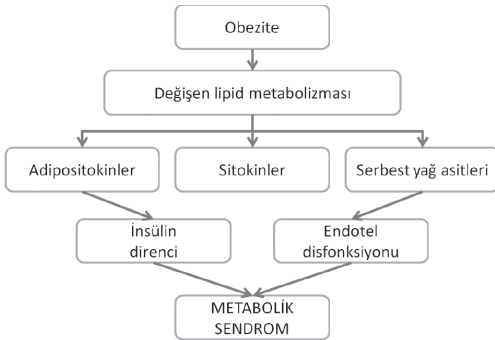 Obezite
Değişen lipid metabolizması
Adipositokinler
Sitokinler
Serbest yağ asitleri
İnsülin
direnci
Endotel
disfonksiyonu
METABOLİK
SENDROM